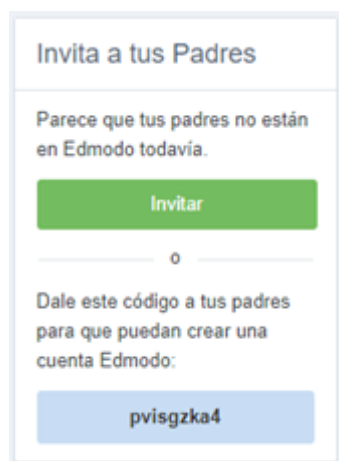 Invita a tus Padres
Parece que tus padres no están
en Edmodo todavía.
Invitar
o
Dale este código a tus padres
para que puedan crear una
cuenta Edmodo:
pvisgzka4